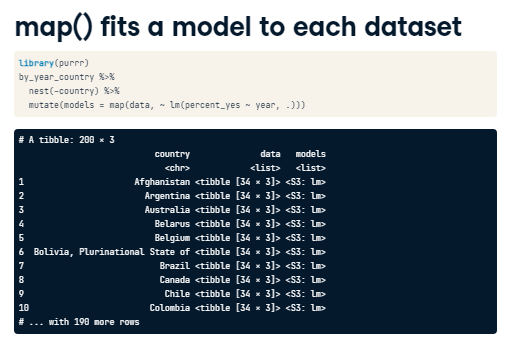 map() fits a model to each dataset
library(purrr)
by_year_country %>%
  nest(-country) %>%
  mutate(models = map(data, ~ lm(percent_yes ~ year, .)))
# A tibble: 200 × 3
country data models
<chr> <list> <list>
1 Afghanistan <tibble [34 × 3]> <S3: lm>
2 Argentina <tibble [34 × 3]> <S3: lm>
3 Australia <tibble [34 × 3]> <S3: lm>
4 Belarus <tibble [34 × 3]> <S3: lm>
5 Belgium <tibble [34 × 3]> <S3: lm>
6 Bolivia, Plurinational State of <tibble [34 × 3]> <S3: lm>
7 Brazil <tibble [34 × 3]> <S3: lm>
8 Canada <tibble [34 × 3]> <S3: lm>
9 Chile <tibble [34 × 3]> <S3: lm>
10 Colombia <tibble [34 × 3]> <S3: lm>
# ... with 190 more rows